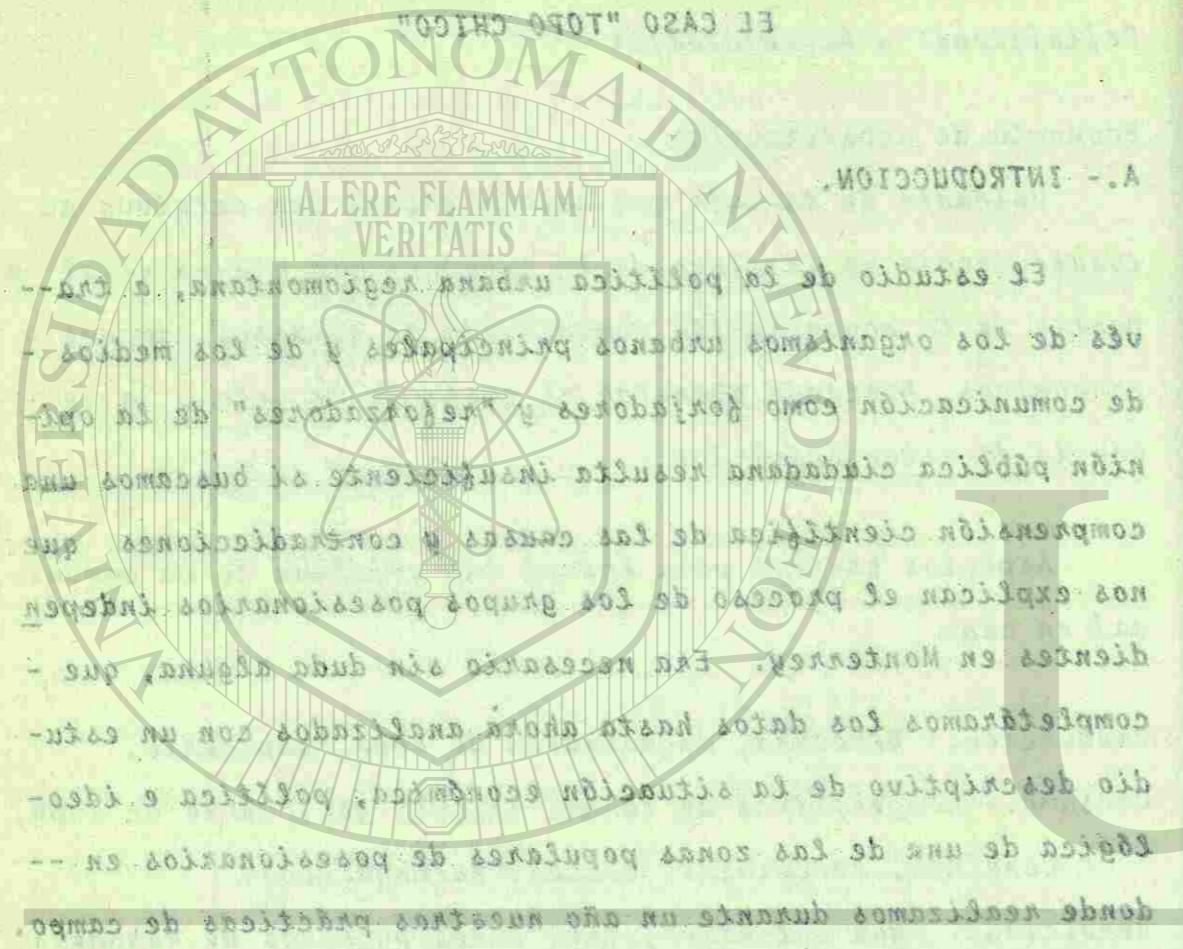 EL CASO "TOPO CHICO"
A.- INTRODUCCION.
El estudio de la política urbana regiomontana, a tra--
vés de los organismos urbanos principales y de los medios -
de comunicación como forjadores y "reforzadores" de la opi-
nión pública ciudadana resulta insuficiente si buscamos una
comprensión científica de las causas y contradicciones que
nos explican el proceso de los grupos posesionarios indepen
dientes en Monterrey. Era necesario sin duda alguna, que -
completáramos los datos hasta ahora analizados con un estu-
dio descriptivo de la situación económica, política e ideo-
lógica de una de las zonas populares de posesionarios en --
donde realizamos durante un año nuestras prácticas de campo.
UNIVERSIDAD AVTONOMA D NVEVO LEON
ALERE FLAMMAM
VERITATIS
U